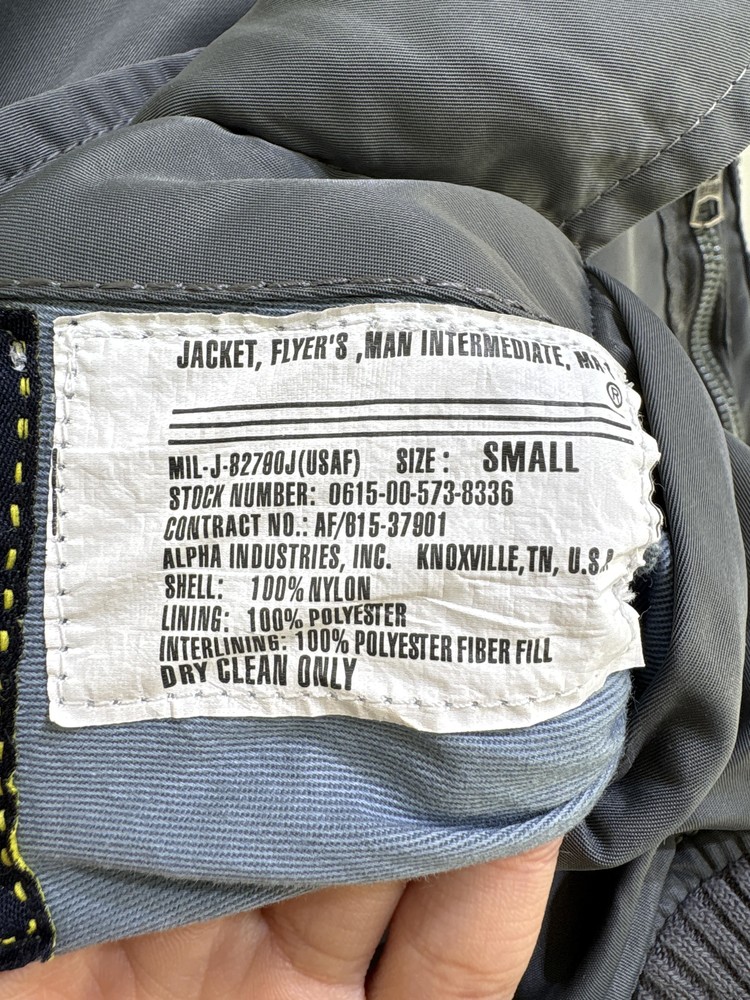 JACKET, FLYER'S ,MAN INTERMEDIATE, MA-1
®
MIL-J-82790J(USAF) SIZE: SMALL
STOCK NUMBER: 0615-00-573-8336
CONTRACT NO.: AF/815-37901
ALPHA INDUSTRIES, INC. KNOXVILLE,TN, U.S.A
SHELL: 100% NYLON
LINING: 100% POLYESTER
INTERLINING: 100% POLYESTER FIBER FILL
DRY CLEAN ONLY